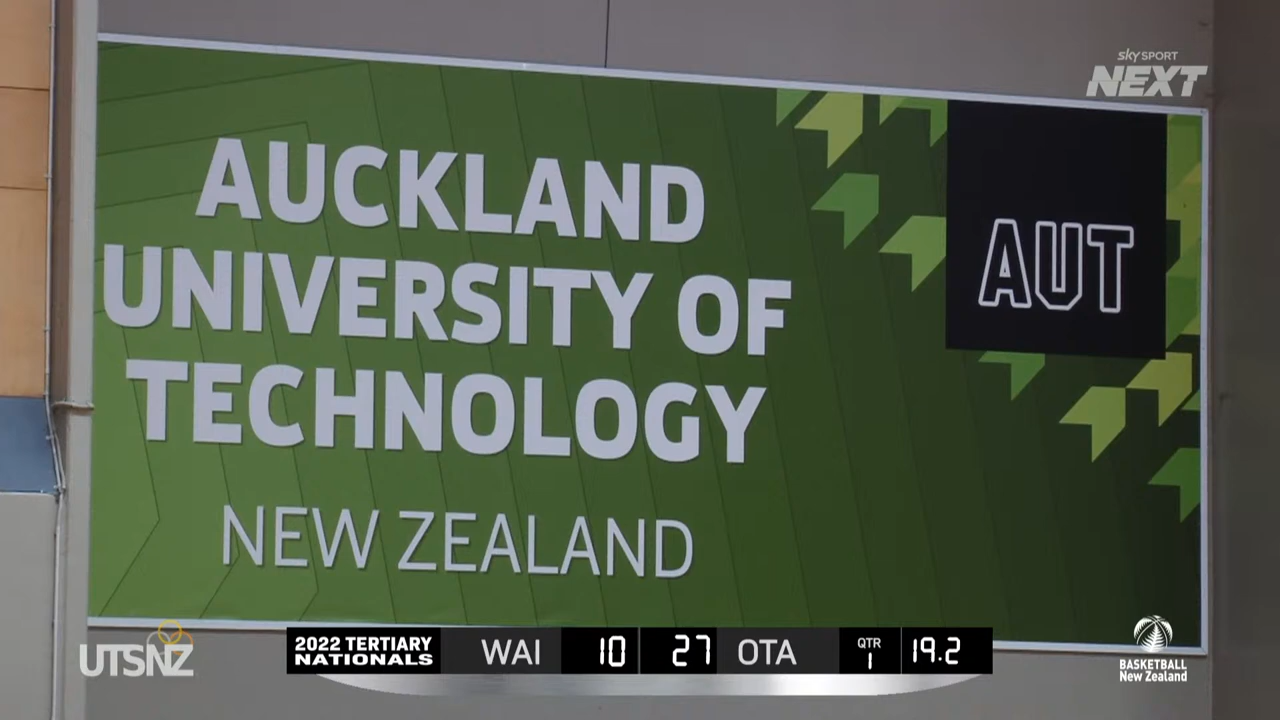 sky SPORT
NEXT
AUCKLAND
UNIVERSITY OF
TECHNOLOGY
NEW ZEALAND
AUT
UTSNZ
2022 TERTIARY
NATIONALS
WAI 10 27 OTA
QTR
1
19.2
BASKETBALL
New Zealand